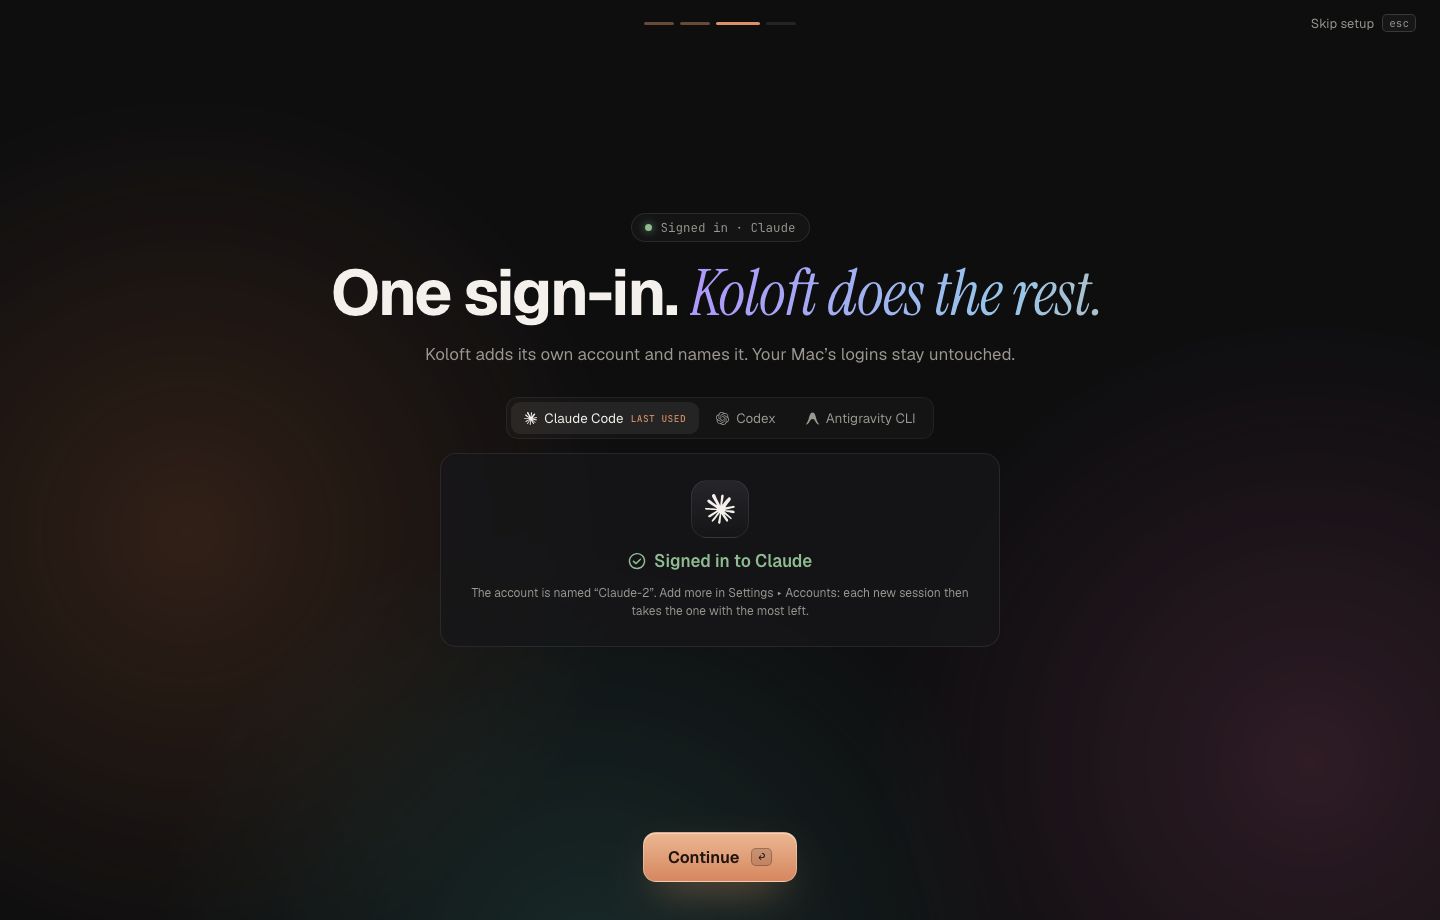 Skip setup esc
Signed in · Claude
One sign-in. Koloft does the rest.
Koloft adds its own account and names it. Your Mac’s logins stay untouched.
Claude Code LAST USED Codex Antigravity CLI
Signed in to Claude
The account is named “Claude-2”. Add more in Settings ▸ Accounts: each new session then
takes the one with the most left.
Continue ⏎